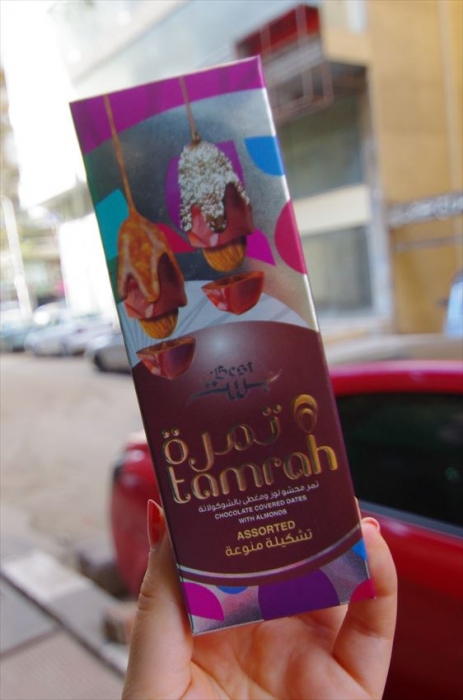 تمرة
tamrah
تمر محشو لوز ومغطى بالشوكولاتة
CHOCOLATE COVERED DATES
WITH ALMONDS
ASSORTED
تشكيلة منوعة